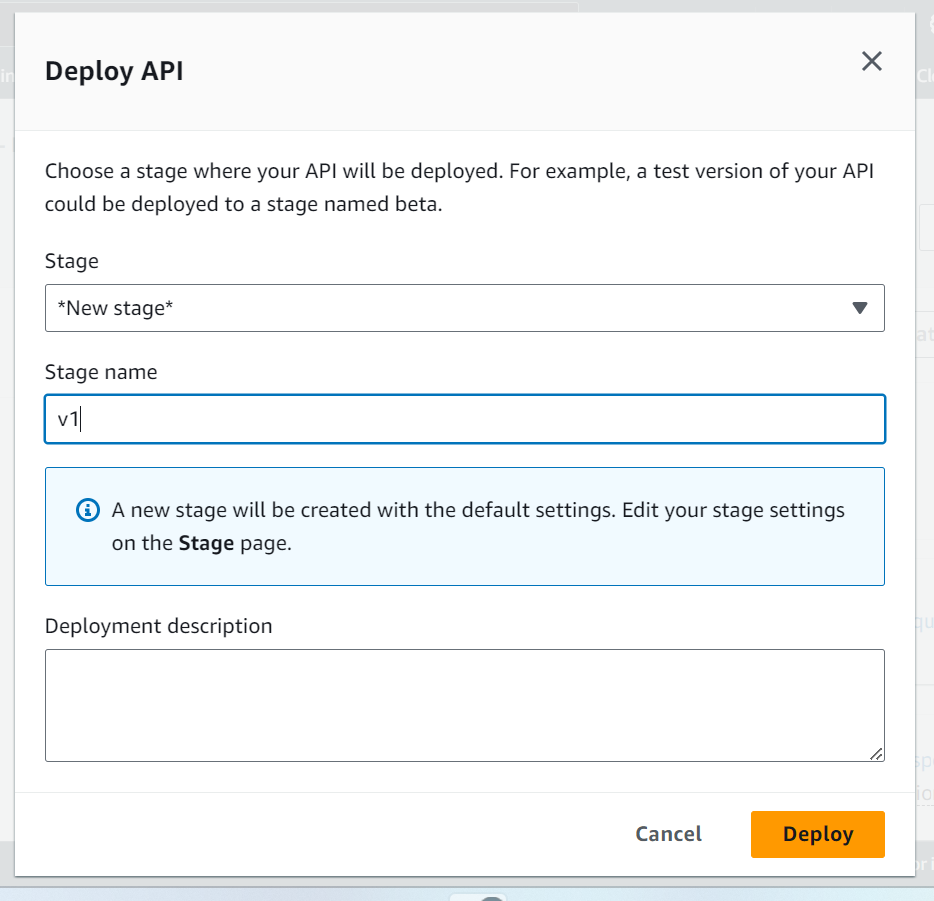 Deploy API
Choose a stage where your API will be deployed. For example, a test version of your API
could be deployed to a stage named beta.
Stage
*New stage*
Stage name
v1
A new stage will be created with the default settings. Edit your stage settings
on the Stage page.
Deployment description
Cancel
Deploy